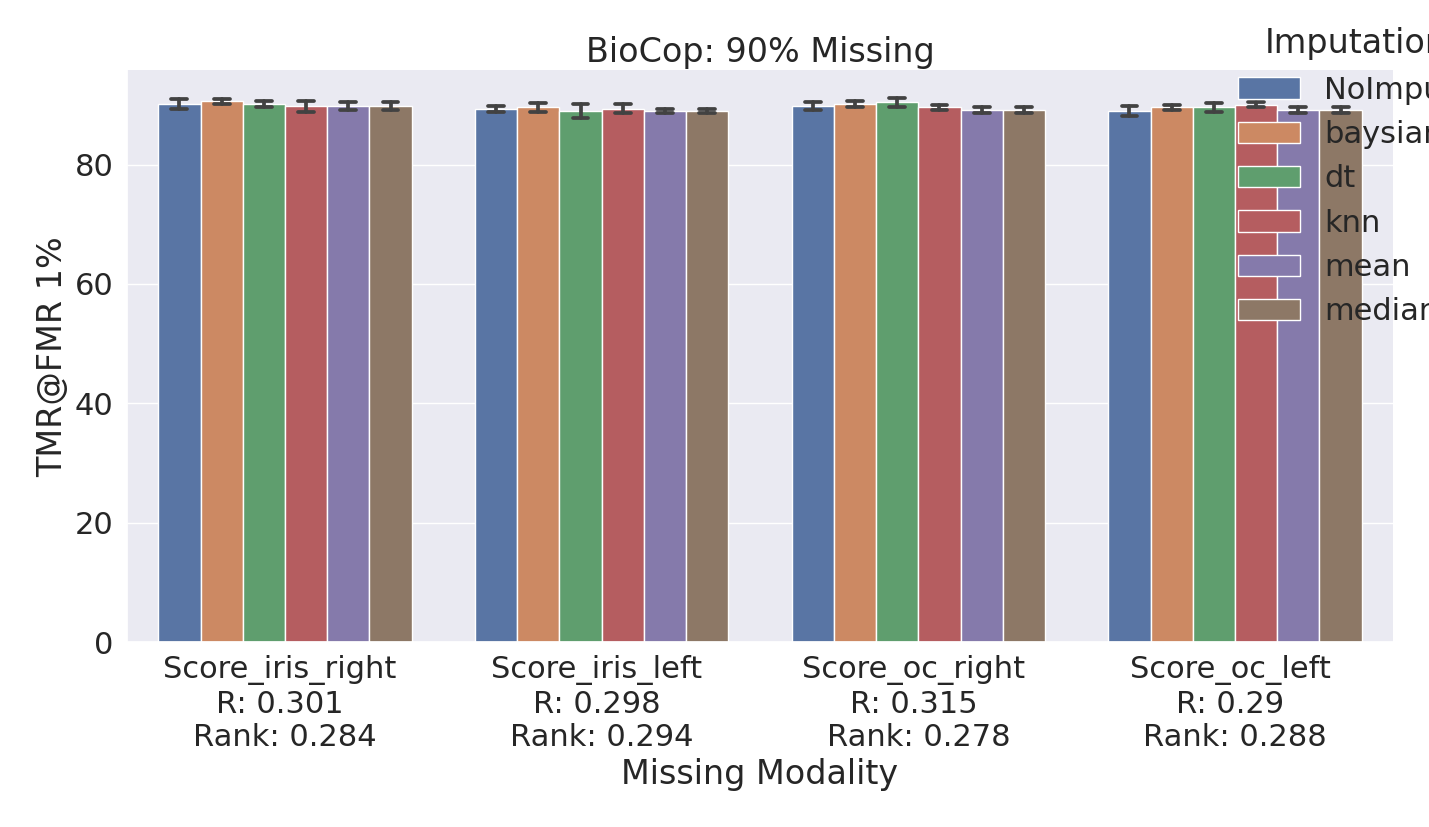 BioCop: 90% Missing
Imputation
NoImpu
baysian
dt
knn
mean
median
TMR@FMR 1%
80
60
40
20
0
Score_iris_right
R: 0.301
Rank: 0.284
Score_iris_left
R: 0.298
Rank: 0.294
Score_oc_right
R: 0.315
Rank: 0.278
Score_oc_left
R: 0.29
Rank: 0.288
Missing Modality